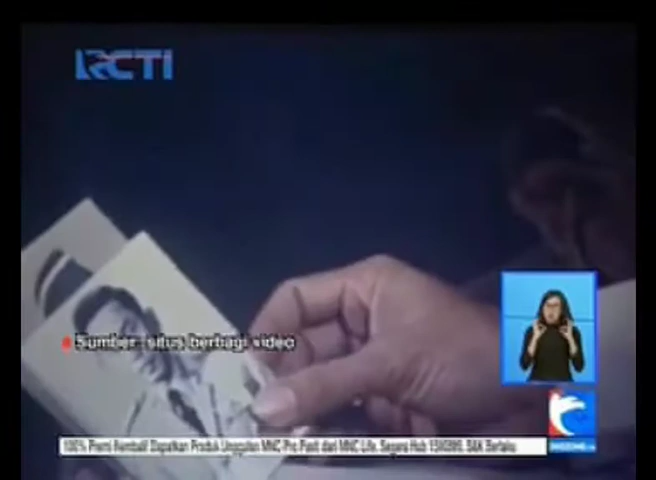 RCTI
Sumber : situs berbagi video
100% Premi Kembali! Dapatkan Produk Unggulan MNC Pro Fast dari MNC Life. Segera Hub 1500899. S&K Berlaku